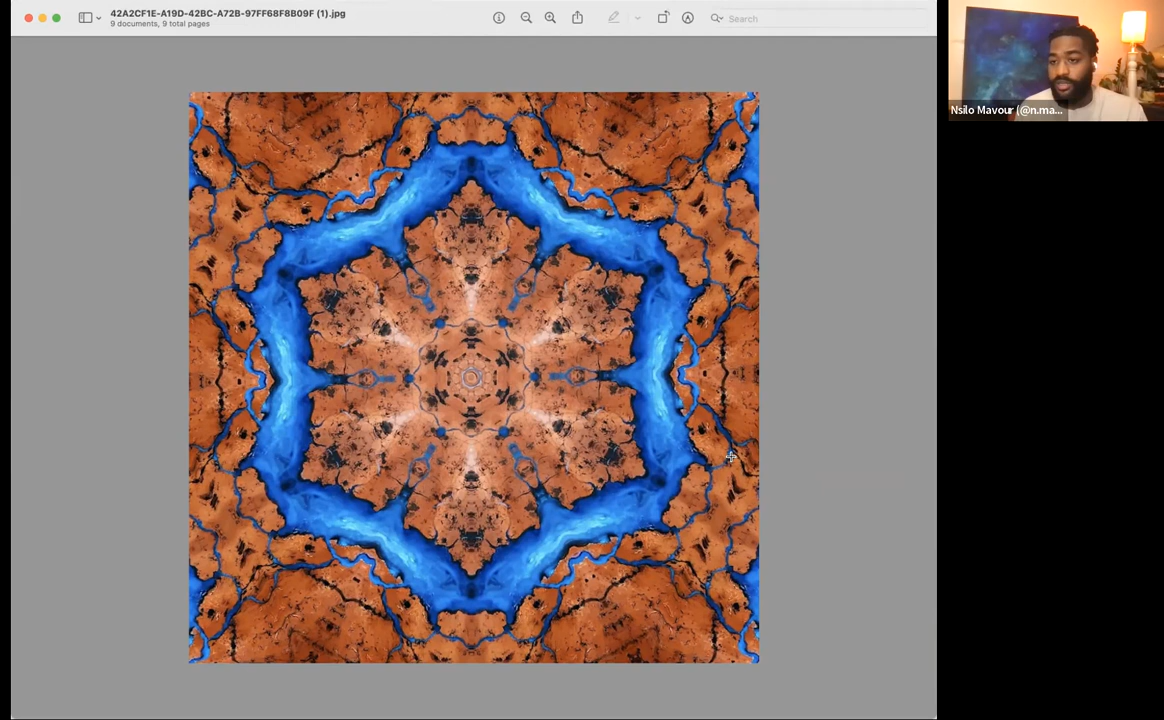 42A2CF1E-A19D-42BC-A72B-97FF68F8B09F (1).jpg
9 documents, 9 total pages
Search
Nsilo Mavour (@n.ma...